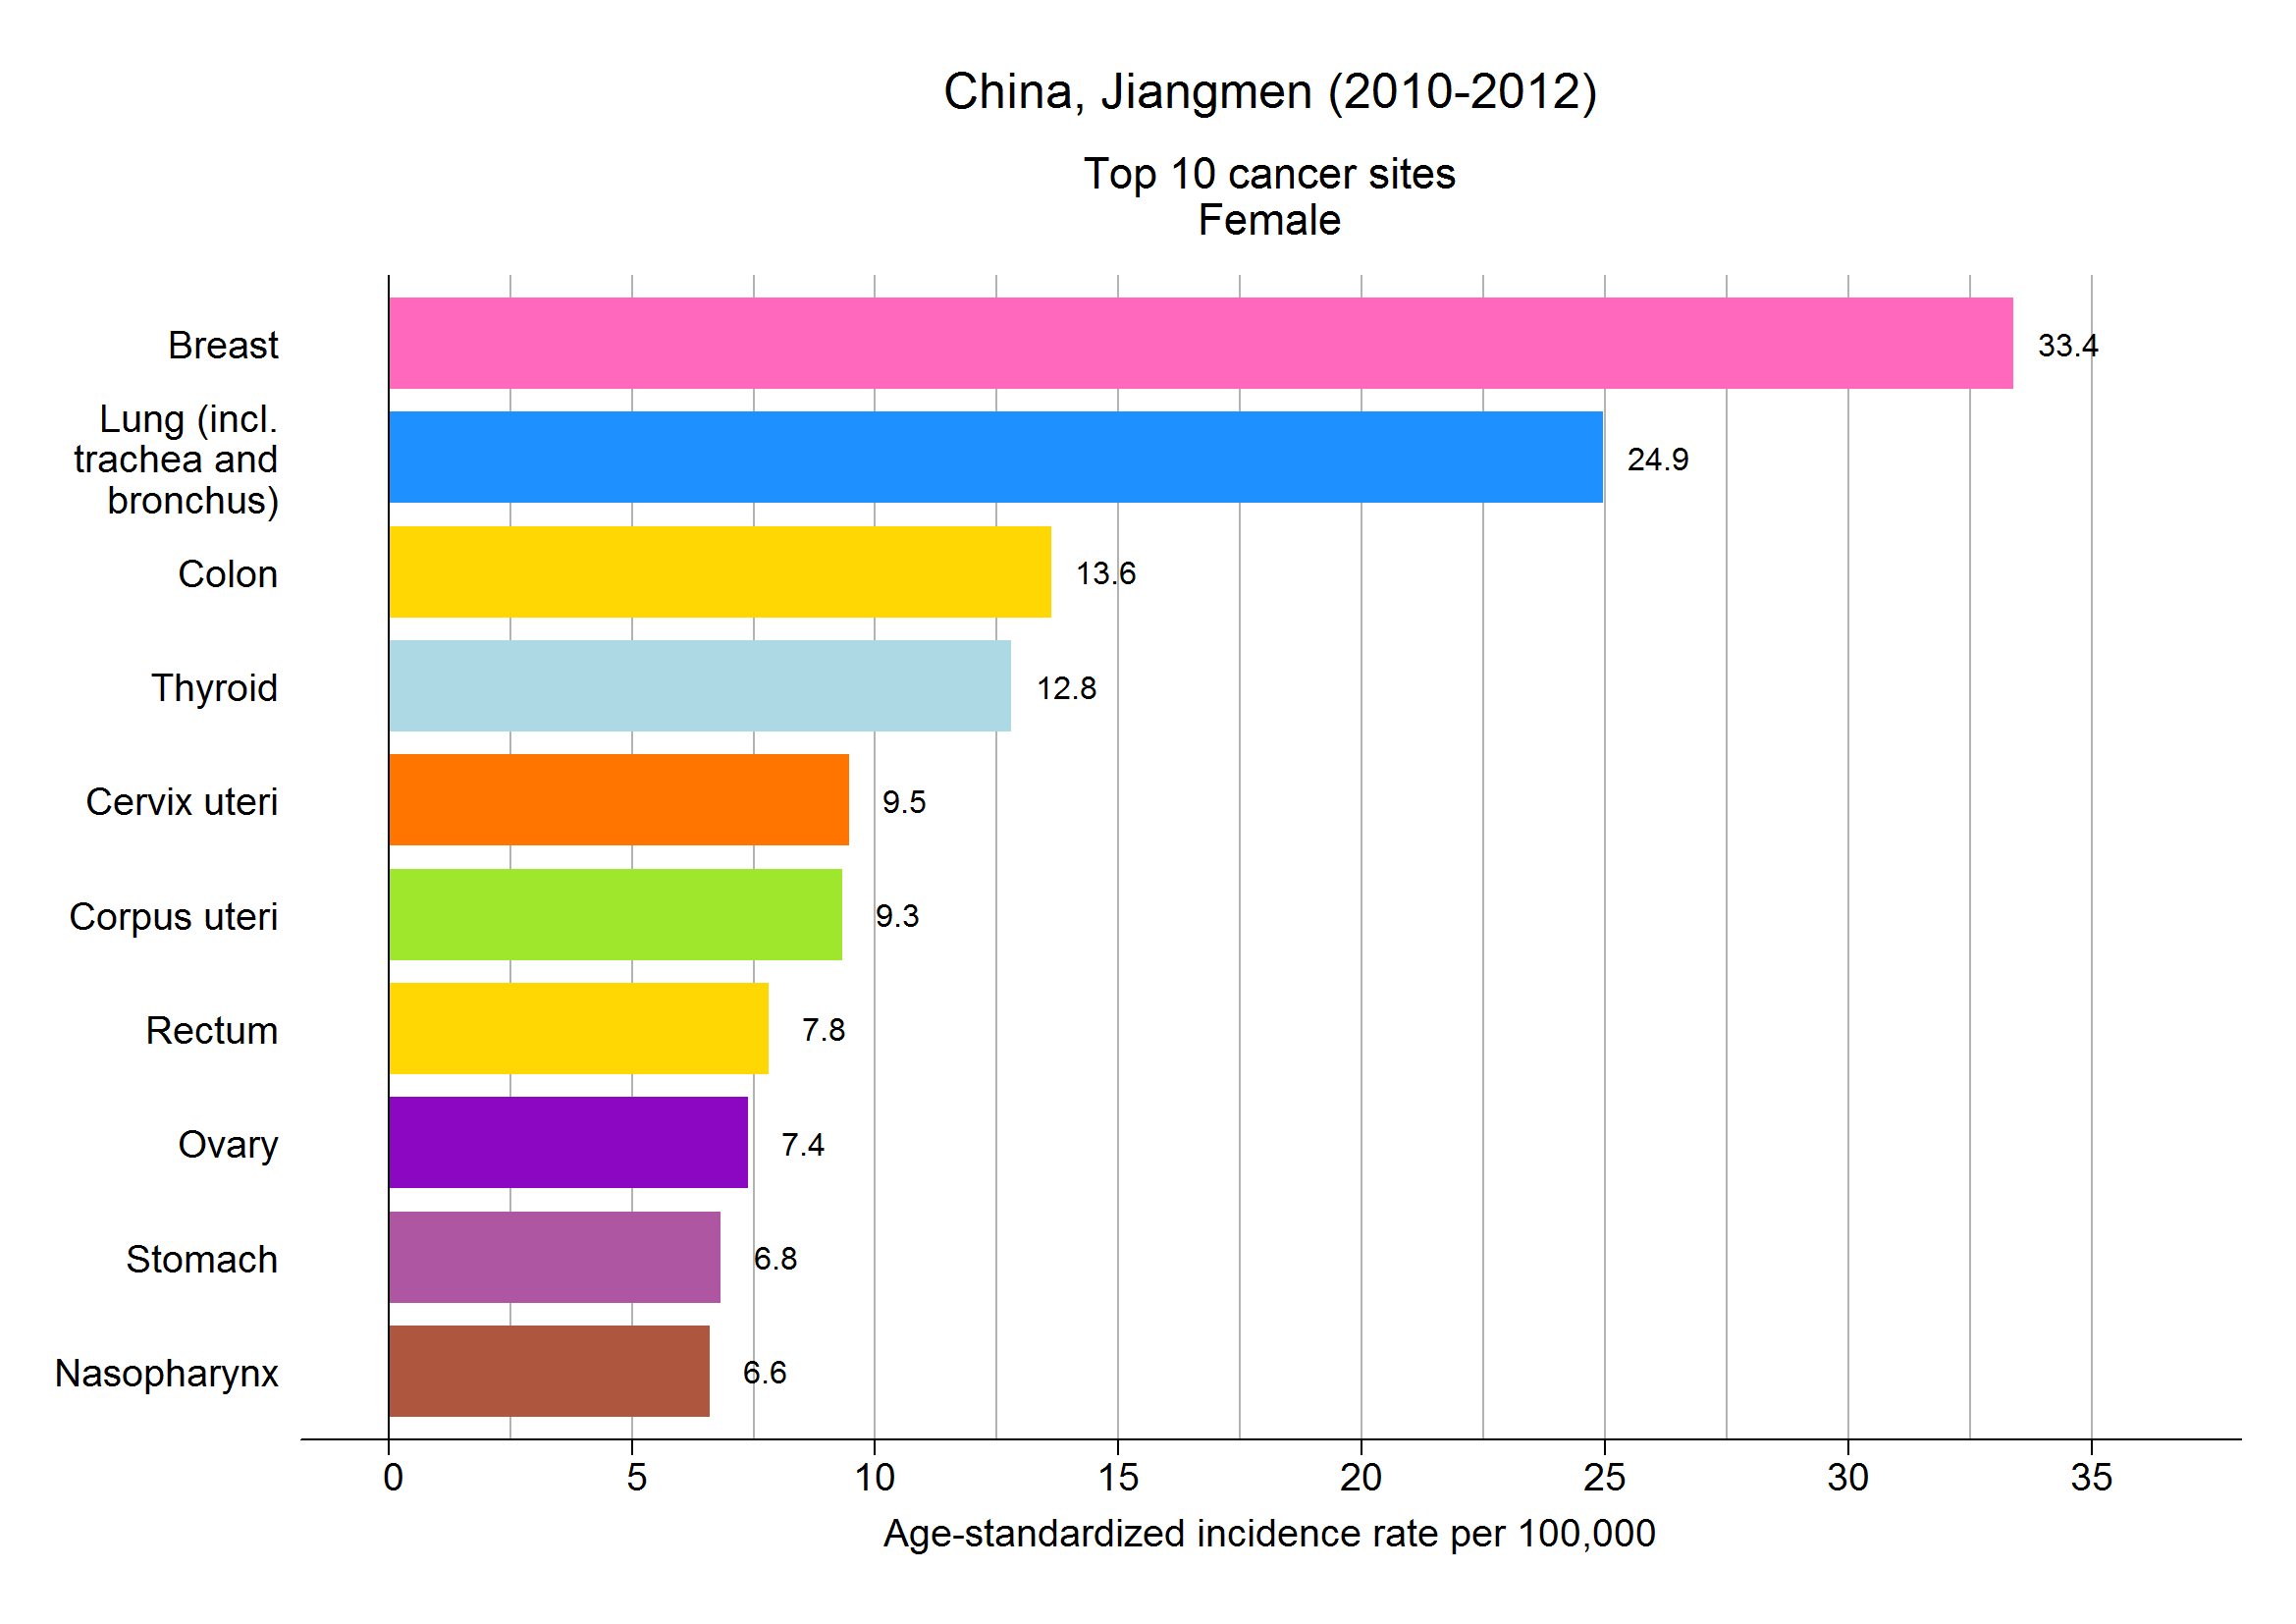 China, Jiangmen (2010-2012)
Top 10 cancer sites
Female
Breast
33.4
Lung (incl.
trachea and
bronchus)
24.9
Colon
13.6
Thyroid
12.8
Cervix uteri
9.5
Corpus uteri
9.3
Rectum
7.8
Ovary
7.4
Stomach
6.8
Nasopharynx
6.6
0 5 10 15 20 25 30 35
Age-standardized incidence rate per 100,000